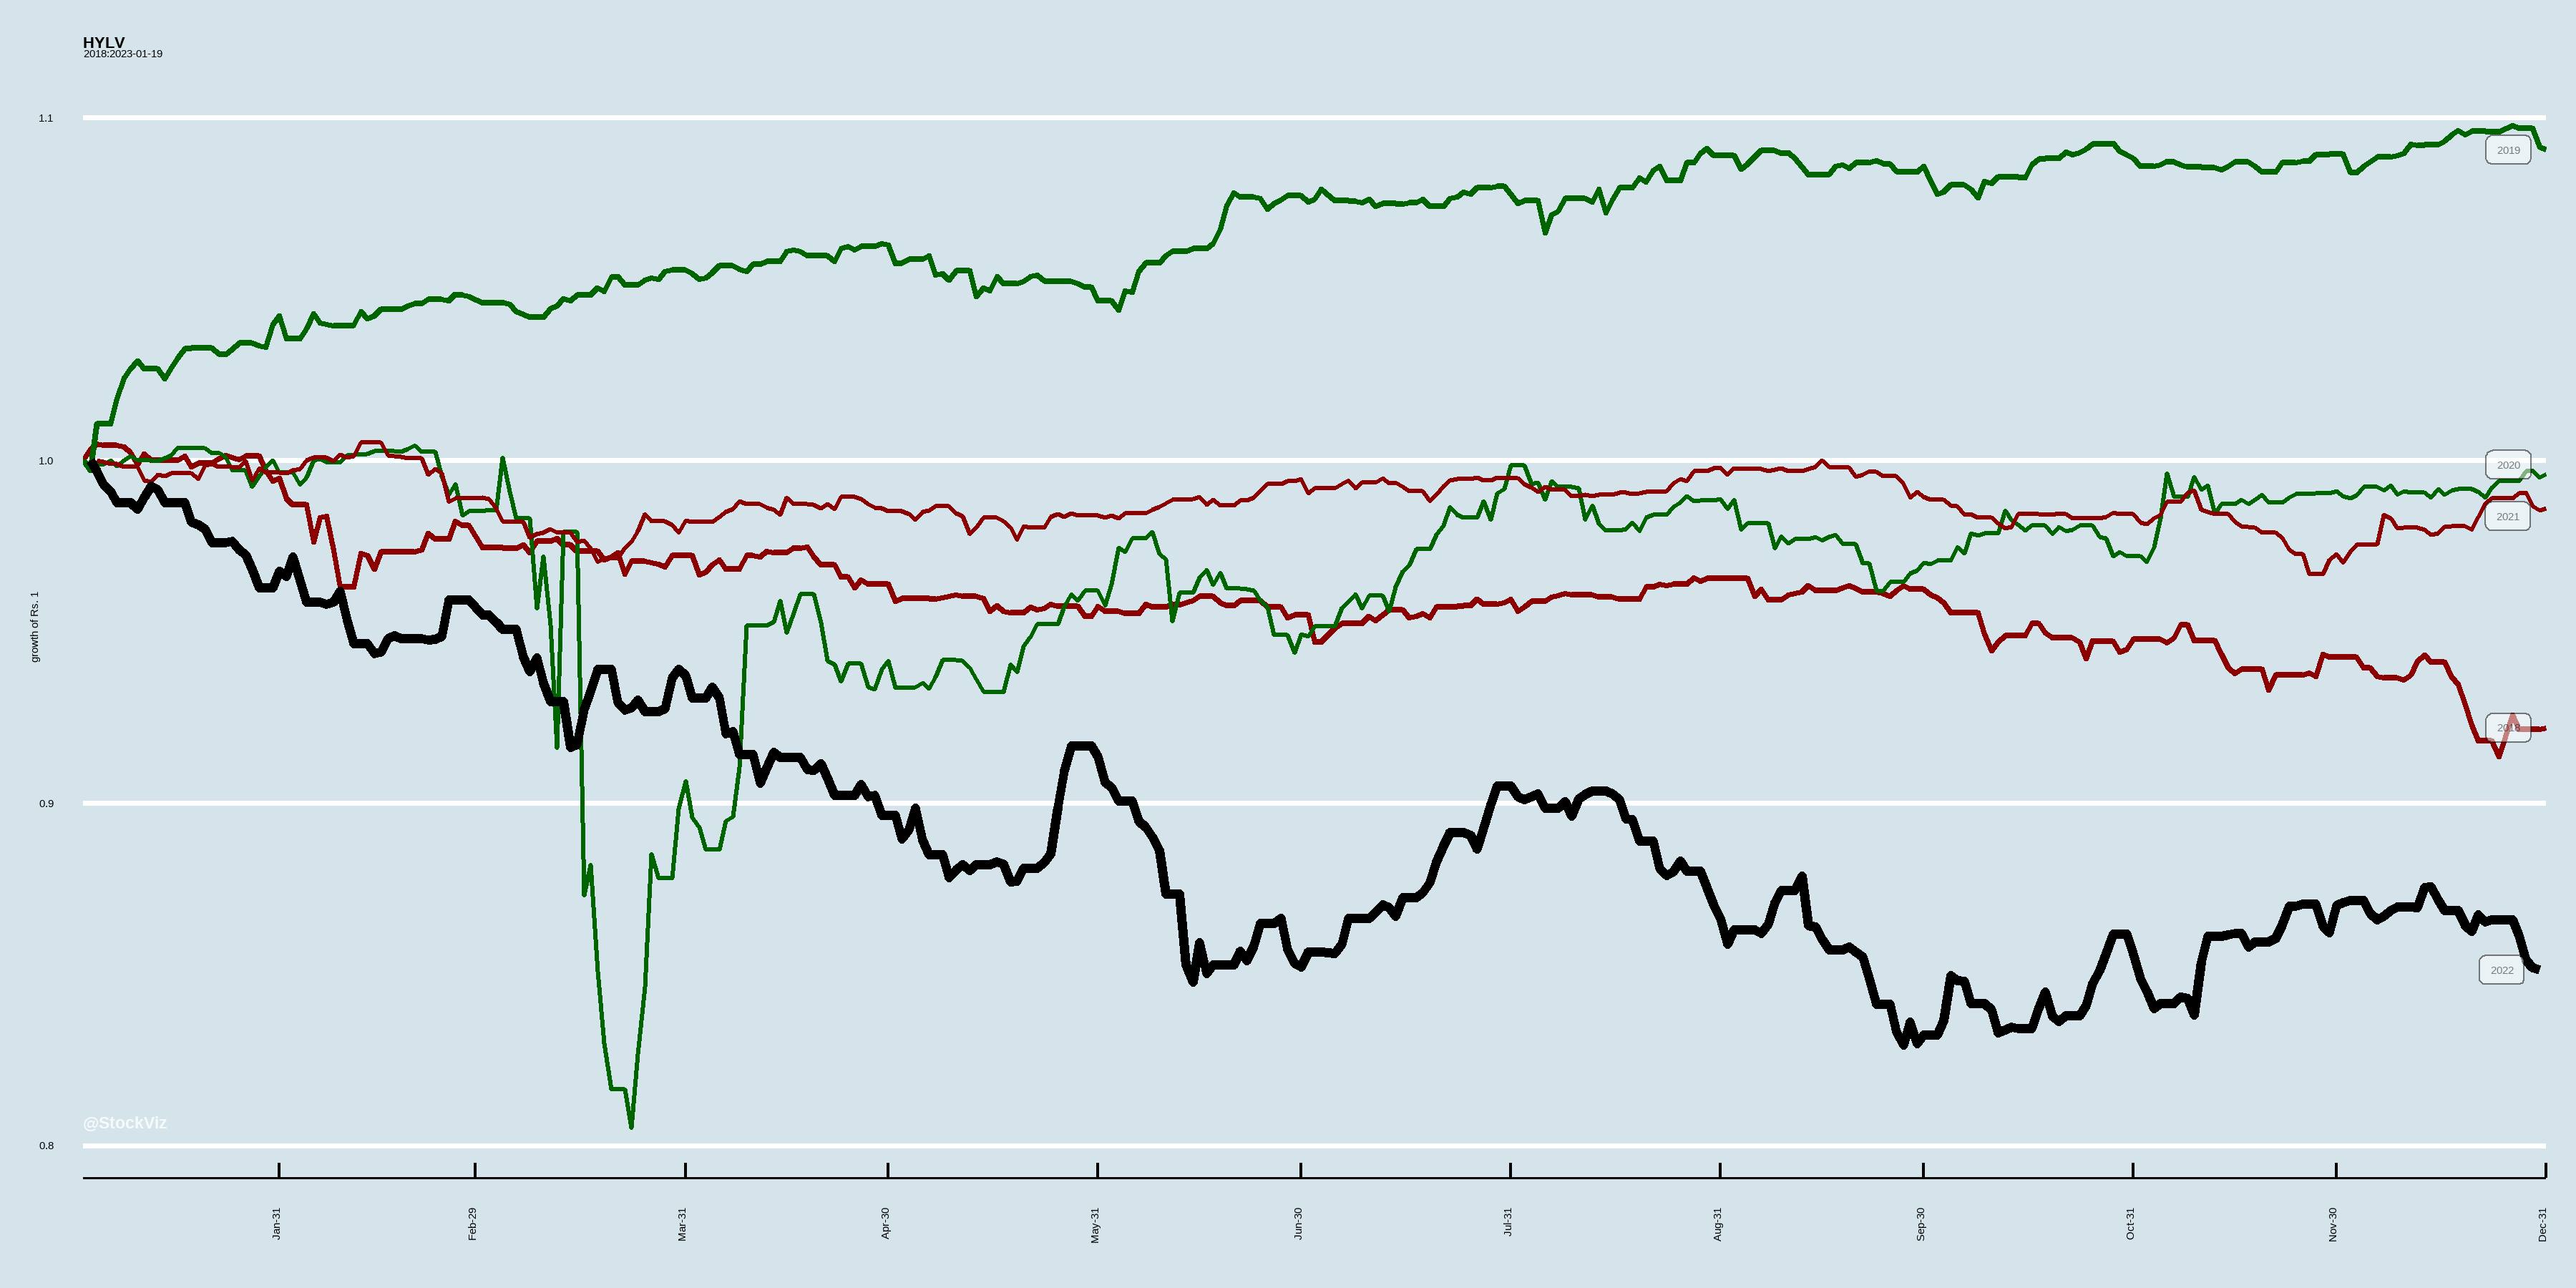 HYLV
2018:2023-01-19
1.1
2019
1.0
2020
2021
growth of Rs. 1
2018
0.9
2022
@StockViz
0.8
Jan-31
Feb-29
Mar-31
Apr-30
May-31
Jun-30
Jul-31
Aug-31
Sep-30
Oct-31
Nov-30
Dec-31